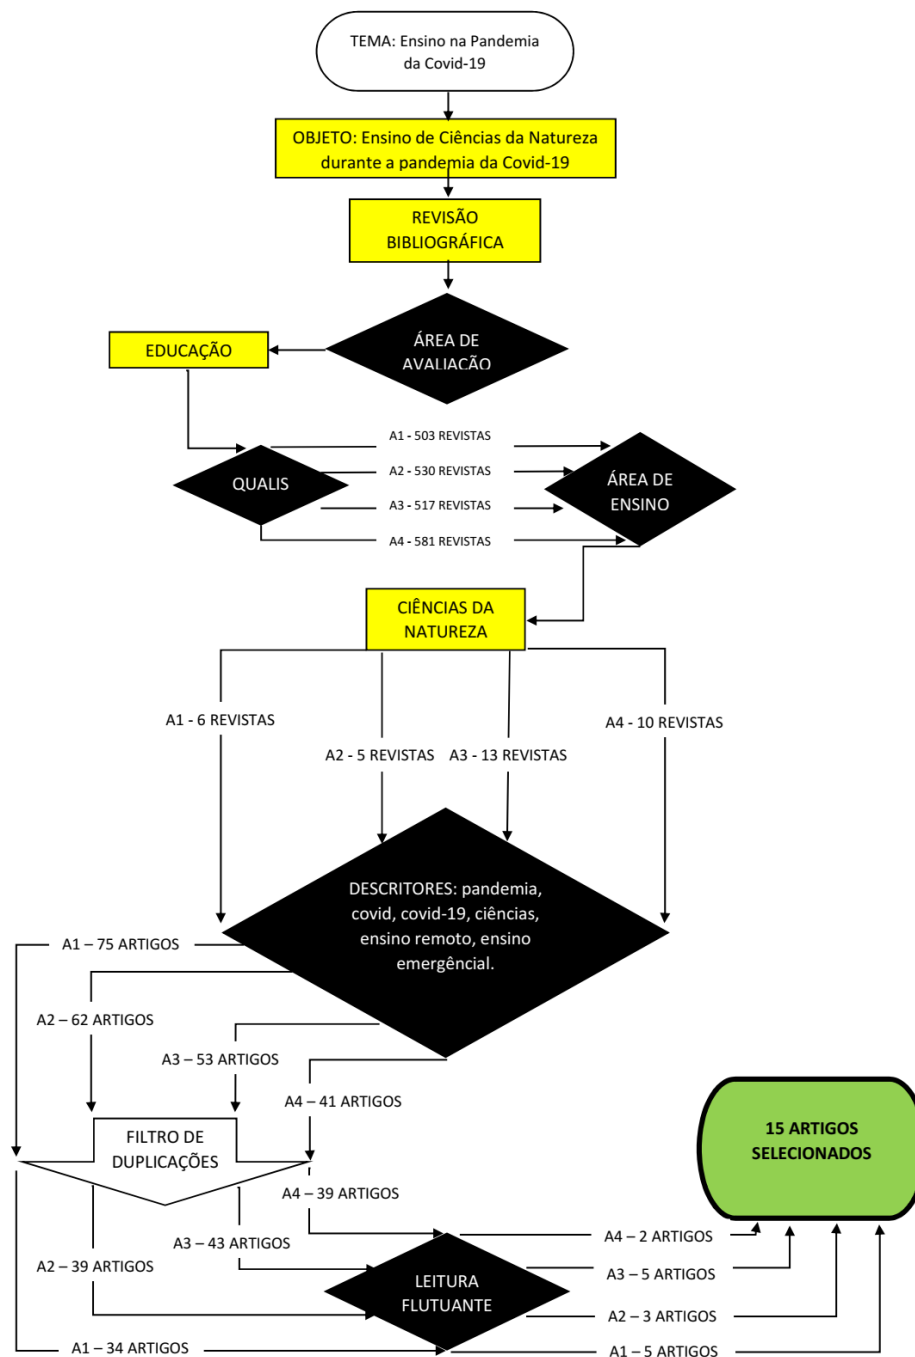 TEMA: Ensino na Pandemia
da Covid-19
OBJETO: Ensino de Ciências da Natureza
durante a pandemia da Covid-19
REVISÃO
BIBLIOGRÁFICA
ÁREA DE
AVALIAÇÃO
EDUCAÇÃO
A1 - 503 REVISTAS
A2 - 530 REVISTAS
QUALIS
ÁREA DE
ENSINO
A3 - 517 REVISTAS
A4 - 581 REVISTAS
CIÊNCIAS DA
NATUREZA
A1 - 6 REVISTAS
A2 - 5 REVISTAS
A3 - 13 REVISTAS
A4 - 10 REVISTAS
DESCRITORES: pandemia,
covid, covid-19, ciências,
ensino remoto, ensino
emergêncial.
A1 – 75 ARTIGOS
A2 – 62 ARTIGOS
A3 – 53 ARTIGOS
A4 – 41 ARTIGOS
FILTRO DE
DUPLICAÇÕES
15 ARTIGOS
SELECIONADOS
A4 – 39 ARTIGOS
A3 – 43 ARTIGOS
A2 – 39 ARTIGOS
A1 – 34 ARTIGOS
LEITURA
FLUTUANTE
A4 – 2 ARTIGOS
A3 – 5 ARTIGOS
A2 – 3 ARTIGOS
A1 – 5 ARTIGOS